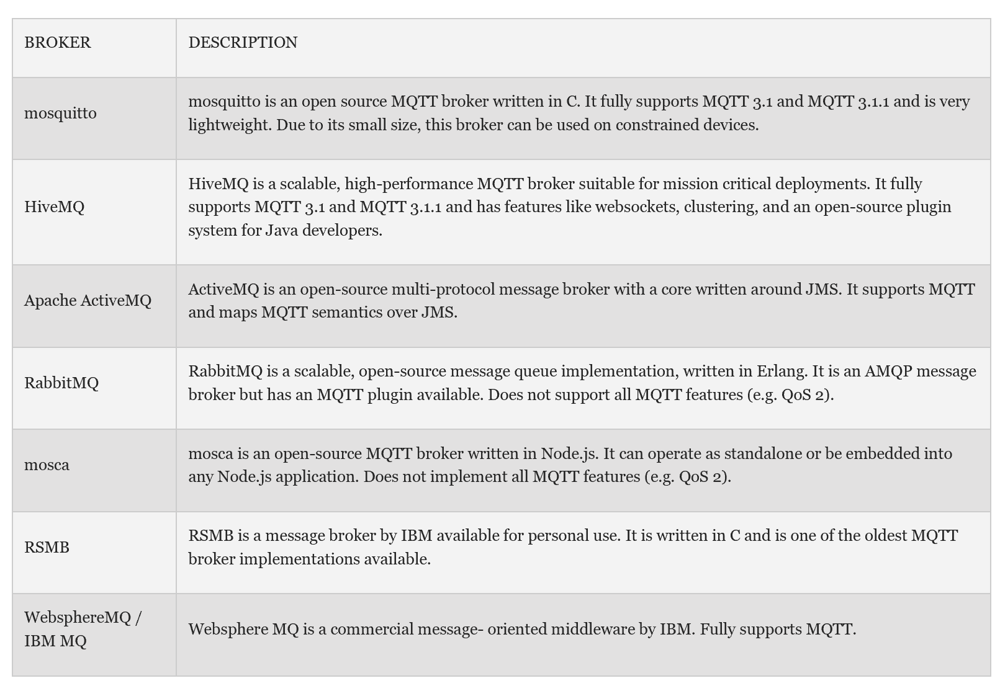 BROKER
DESCRIPTION
mosquitto
mosquitto is an open source MQTT broker written in C. It fully supports MQTT 3.1 and MQTT 3.1.1 and is very
lightweight. Due to its small size, this broker can be used on constrained devices.
HiveMQ
HiveMQ is a scalable, high-performance MQTT broker suitable for mission critical deployments. It fully
supports MQTT 3.1 and MQTT 3.1.1 and has features like websockets, clustering, and an open-source plugin
system for Java developers.
Apache ActiveMQ
ActiveMQ is an open-source multi-protocol message broker with a core written around JMS. It supports MQTT
and maps MQTT semantics over JMS.
RabbitMQ
RabbitMQ is a scalable, open-source message queue implementation, written in Erlang. It is an AMQP message
broker but has an MQTT plugin available. Does not support all MQTT features (e.g. QoS 2).
mosca
mosca is an open-source MQTT broker written in Node.js. It can operate as standalone or be embedded into
any Node.js application. Does not implement all MQTT features (e.g. QoS 2).
RSMB
RSMB is a message broker by IBM available for personal use. It is written in C and is one of the oldest MQTT
broker implementations available.
WebsphereMQ /
IBM MQ
Websphere MQ is a commercial message- oriented middleware by IBM. Fully supports MQTT.